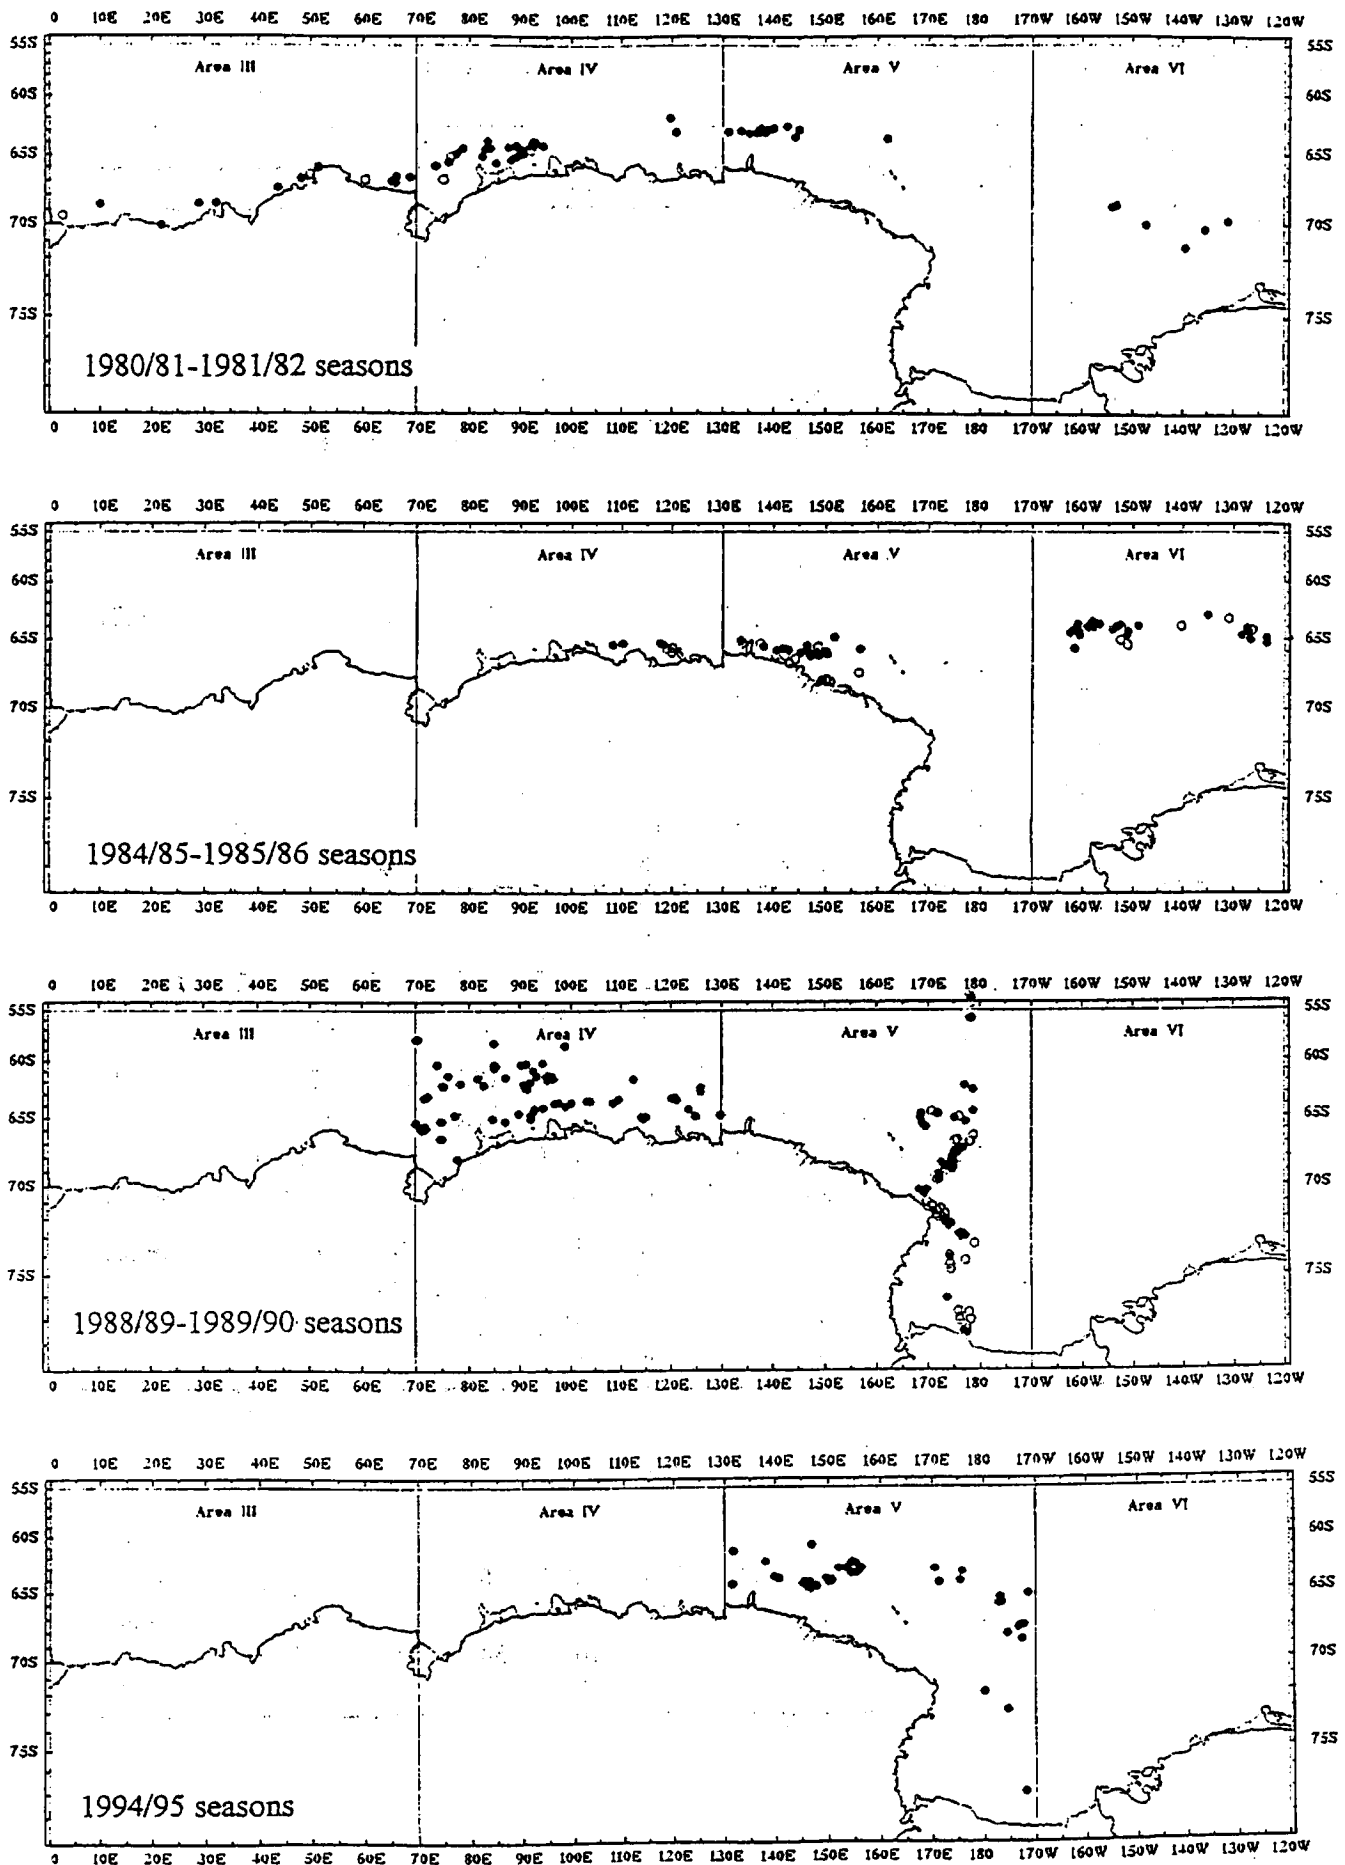 0 10E 20E 30E 40E 50E 60E 70E 80E 90E 100E 110E 120E 130E 140E 150E 160E 170E 180 170W 160W 150W 140W 130W 120W
55S 55S
Area III Area IV Area V Area VI
60S 60S
65S 65S
70S 70S
75S 75S
1980/81-1981/82 seasons
0 10E 20E 30E 40E 50E 60E 70E 80E 90E 100E 110E 120E 130E 140E 150E 160E 170E 180 170W 160W 150W 140W 130W 120W
0 10E 20E 30E 40E 50E 60E 70E 80E 90E 100E 110E 120E 130E 140E 150E 160E 170E 180 170W 160W 150W 140W 130W 120W
55S 55S
Area III Area IV Area V Area VI
60S 60S
65S 65S
70S 70S
75S 75S
1984/85-1985/86 seasons
0 10E 20E 30E 40E 50E 60E 70E 80E 90E 100E 110E 120E 130E 140E 150E 160E 170E 180 170W 160W 150W 140W 130W 120W
0 10E 20E 30E 40E 50E 60E 70E 80E 90E 100E 110E 120E 130E 140E 150E 160E 170E 180 170W 160W 150W 140W 130W 120W
55S 55S
Area III Area IV Area V Area VI
60S 60S
65S 65S
70S 70S
75S 75S
1988/89-1989/90 seasons
0 10E 20E 30E 40E 50E 60E 70E 80E 90E 100E 110E 120E 130E 140E 150E 160E 170E 180 170W 160W 150W 140W 130W 120W
0 10E 20E 30E 40E 50E 60E 70E 80E 90E 100E 110E 120E 130E 140E 150E 160E 170E 180 170W 160W 150W 140W 130W 120W
55S 55S
Area III Area IV Area V Area VI
60S 60S
65S 65S
70S 70S
75S 75S
1994/95 seasons
0 10E 20E 30E 40E 50E 60E 70E 80E 90E 100E 110E 120E 130E 140E 150E 160E 170E 180 170W 160W 150W 140W 130W 120W